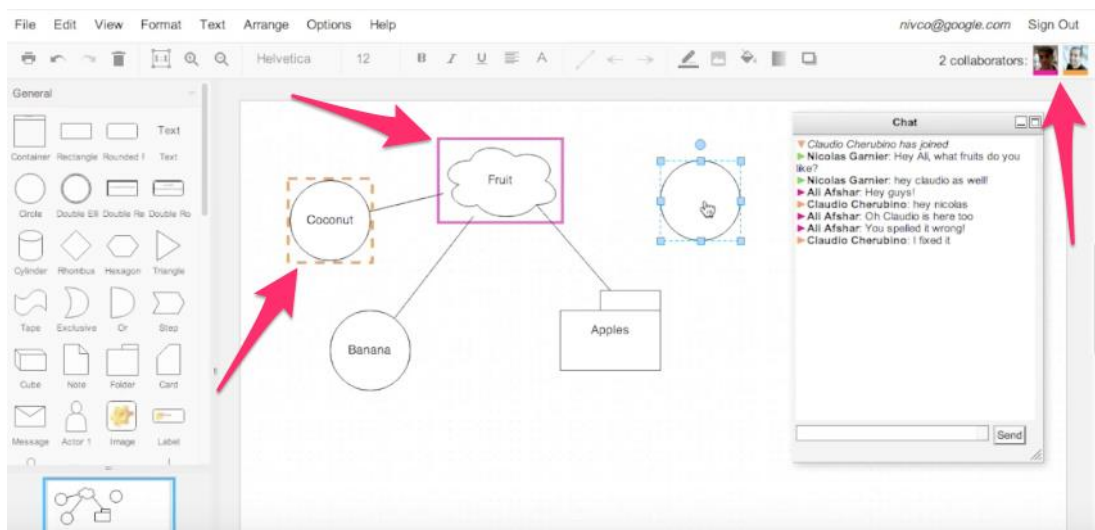 File Edit View Format Text Arrange Options Help nivco@google.com Sign Out
Helvetica 12 B I U A 2 collaborators:
General
Text
Container Rectangle Rounded Text
Circle Double Ell Double Re Double Ro
Cylinder Rhombus Hexagon Triangle
Tape Exclusive Or Step
Cube Note Folder Card
Message Actor 1 Image Label
Fruit
Coconut
Banana
Apples
Chat
Claudio Cherubino has joined
Nicolas Garnier: Hey Ali, what fruits do you
like?
Nicolas Garnier: hey claudio as well!
Ali Afshar: Hey guys!
Claudio Cherubino: hey nicolas
Ali Afshar: Oh Claudio is here too
Ali Afshar: You spelled it wrong!
Claudio Cherubino: I fixed it
Send